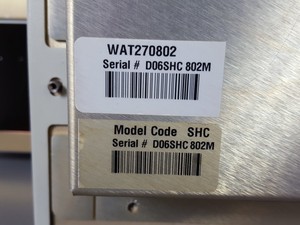 WAT270802
Serial # D06SHC 802M
Model Code SHC
Serial # D06SHC 802M